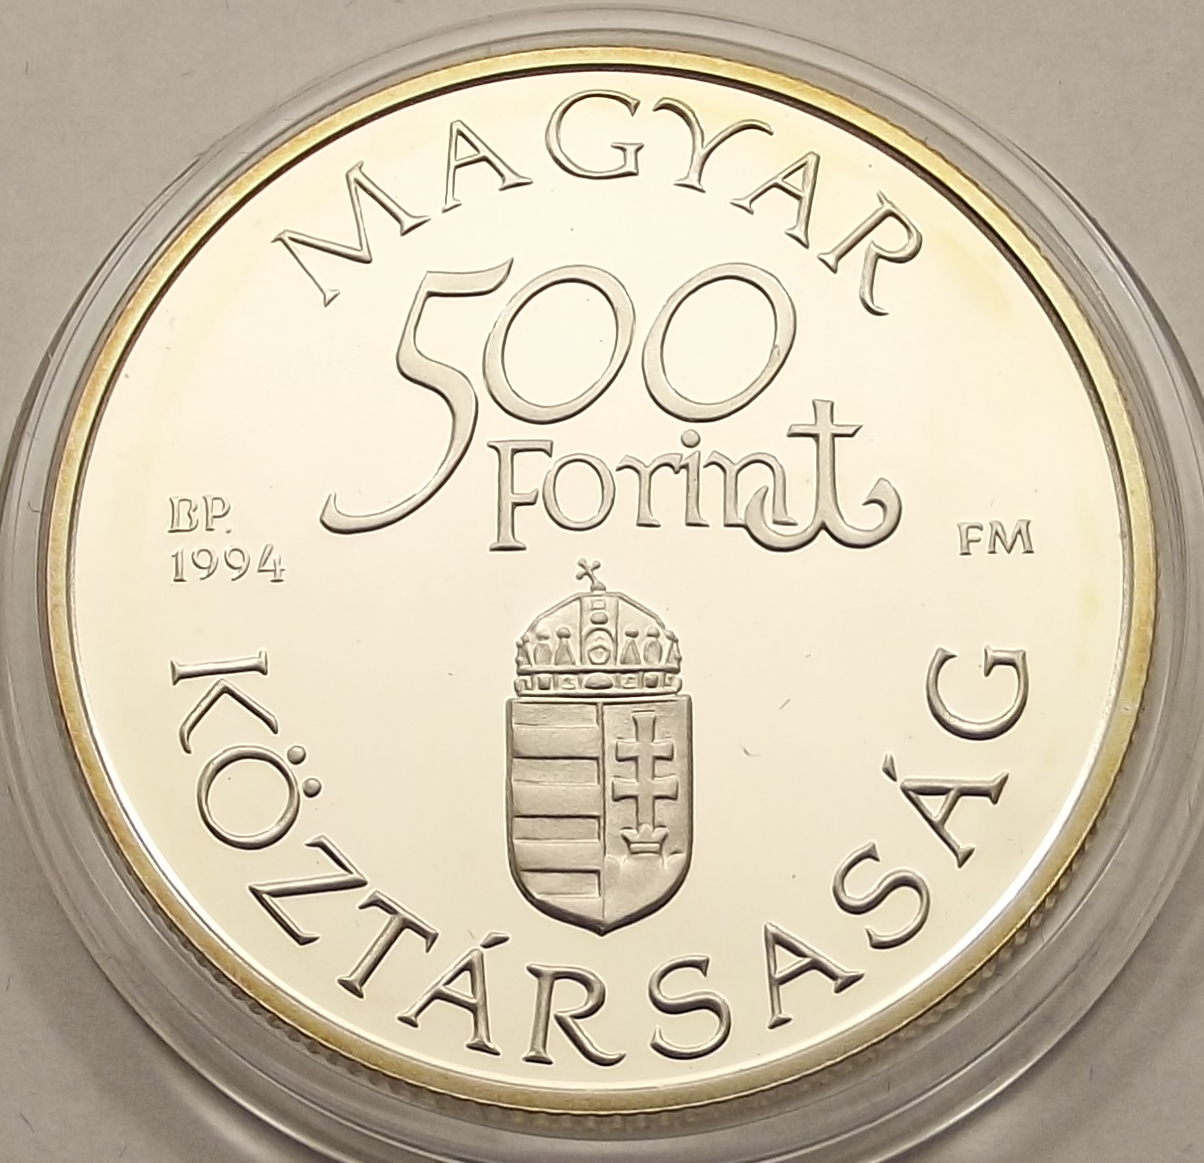 MAGYAR
500
Forint
BP.
1994
FM
KÖZTÁRSASÁG